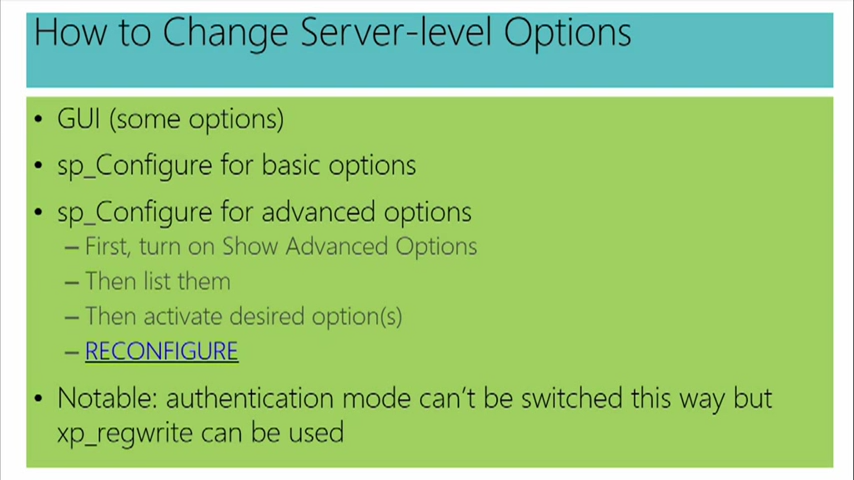 How to Change Server-level Options
• GUI (some options)
• sp_Configure for basic options
• sp_Configure for advanced options
– First, turn on Show Advanced Options
– Then list them
– Then activate desired option(s)
– RECONFIGURE
• Notable: authentication mode can't be switched this way but
xp_regwrite can be used